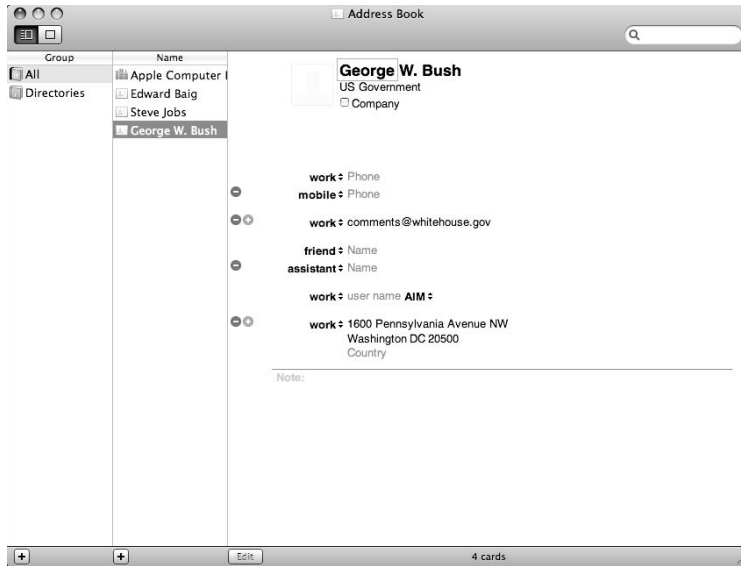 Address Book
Group
All
Directories
Name
Apple Computer I
Edward Baig
Steve Jobs
George W. Bush
George W. Bush
US Government
Company
work Phone
mobile Phone
work comments@whitehouse.gov
friend Name
assistant Name
work user name AIM
work 1600 Pennsylvania Avenue NW
Washington DC 20500
Country
Note:
Edit
4 cards